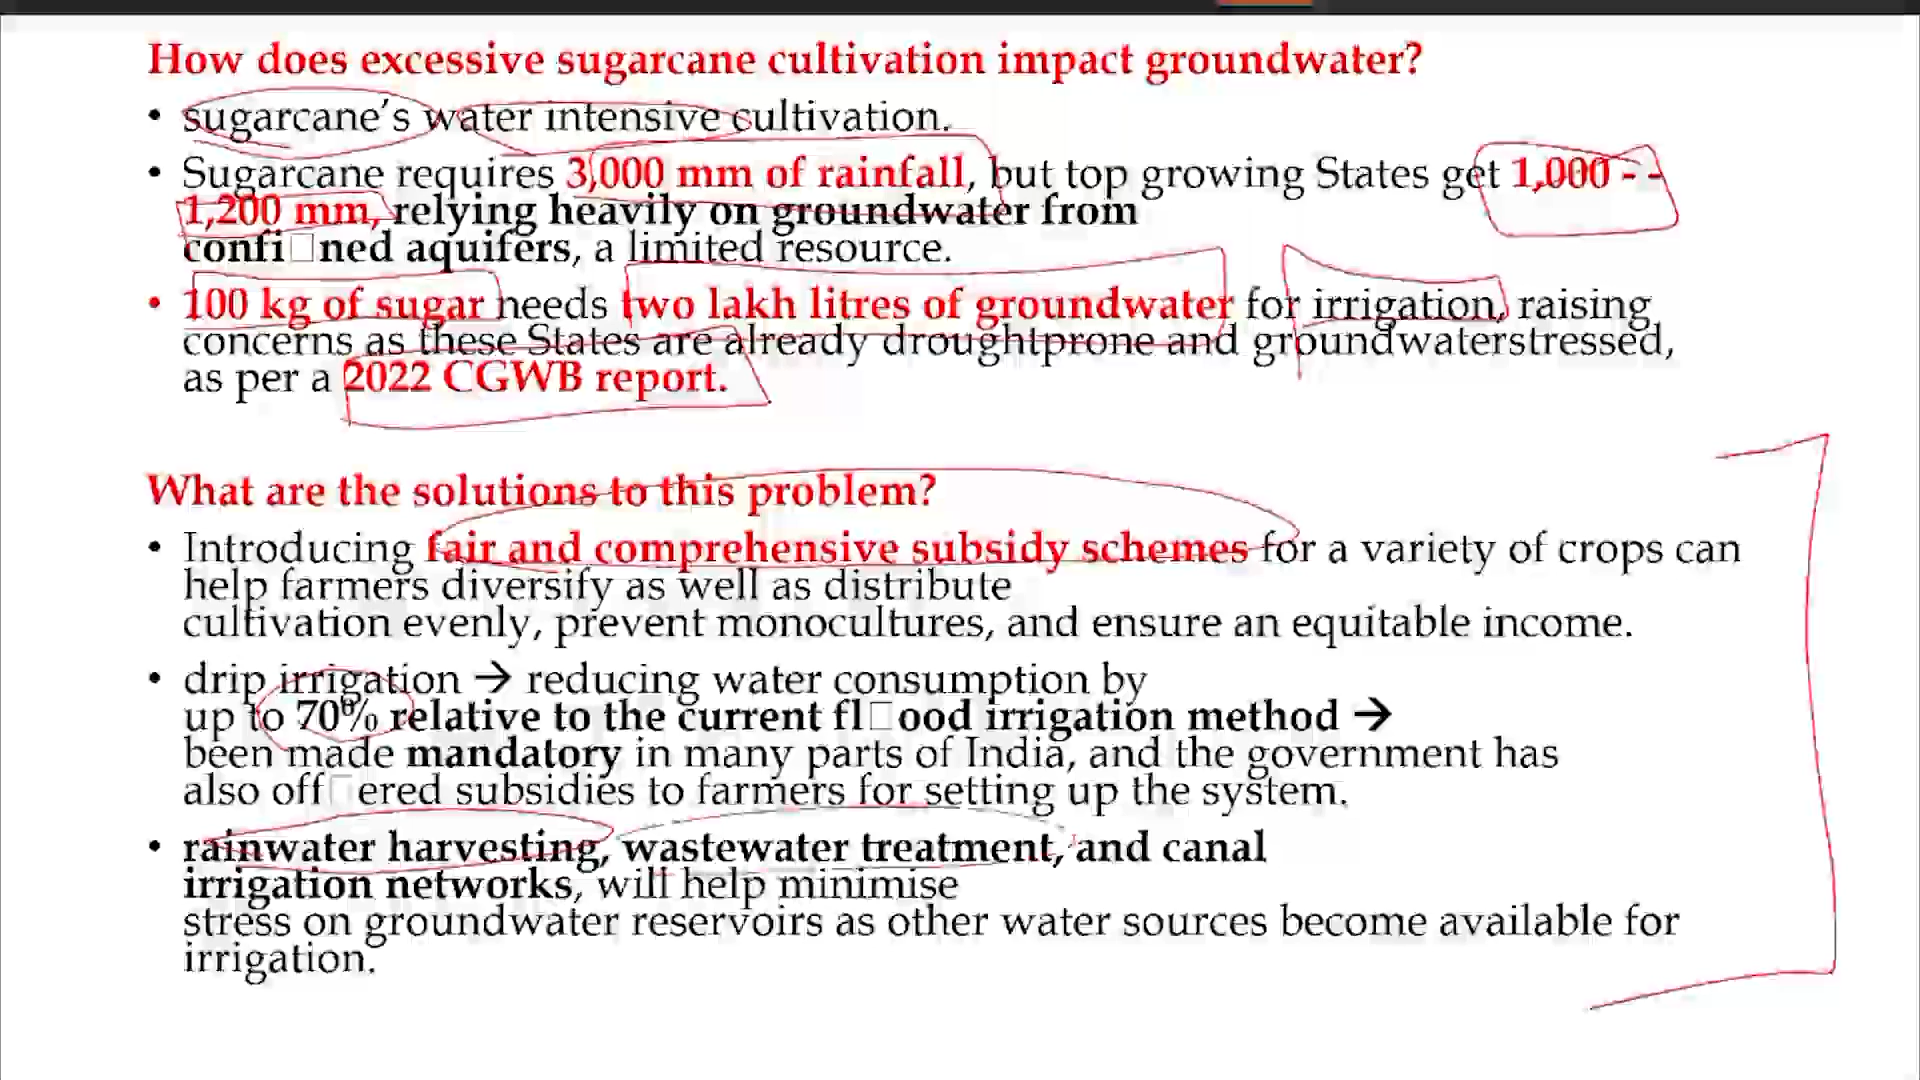 How does excessive sugarcane cultivation impact groundwater?
• sugarcane's water intensive cultivation.
• Sugarcane requires 3,000 mm of rainfall, but top growing States get 1,000 - -
1,200 mm, relying heavily on groundwater from
confi□ned aquifers, a limited resource.
• 100 kg of sugar needs two lakh litres of groundwater for irrigation, raising
concerns as these States are already droughtprone and groundwaterstressed,
as per a 2022 CGWB report.
What are the solutions to this problem?
• Introducing fair and comprehensive subsidy schemes for a variety of crops can
help farmers diversify as well as distribute
cultivation evenly, prevent monocultures, and ensure an equitable income.
• drip irrigation → reducing water consumption by
up to 70% relative to the current fl□ood irrigation method →
been made mandatory in many parts of India, and the government has
also off□ered subsidies to farmers for setting up the system.
• rainwater harvesting, wastewater treatment, and canal
irrigation networks, will help minimise
stress on groundwater reservoirs as other water sources become available for
irrigation.